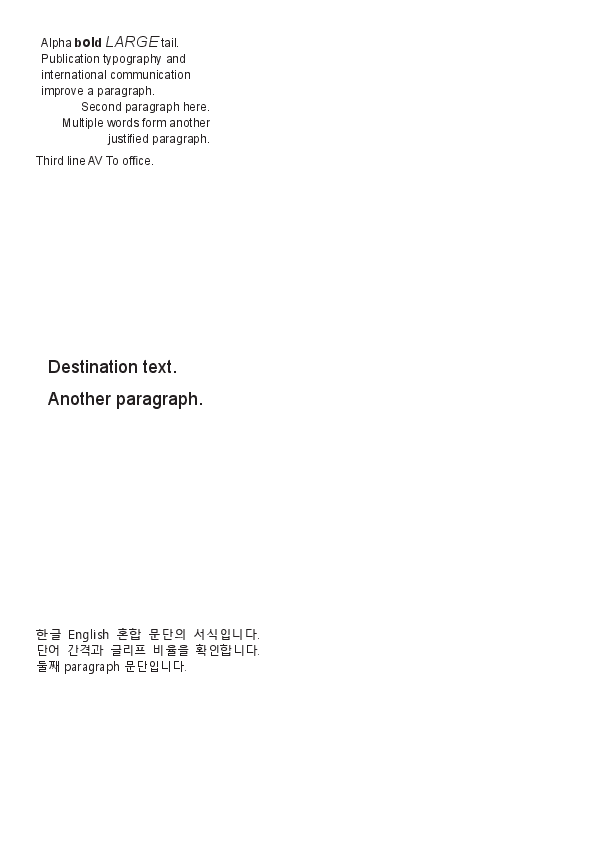 Alpha bold LARGE tail.
Publication typography and
international communication
improve a paragraph.
Second paragraph here.
Multiple words form another
justified paragraph.
Third line AV To office.
Destination text.
Another paragraph.
한글 English 혼합 문단의 서식입니다.
단어 간격과 글리프 비율을 확인합니다.
둘째 paragraph 문단입니다.